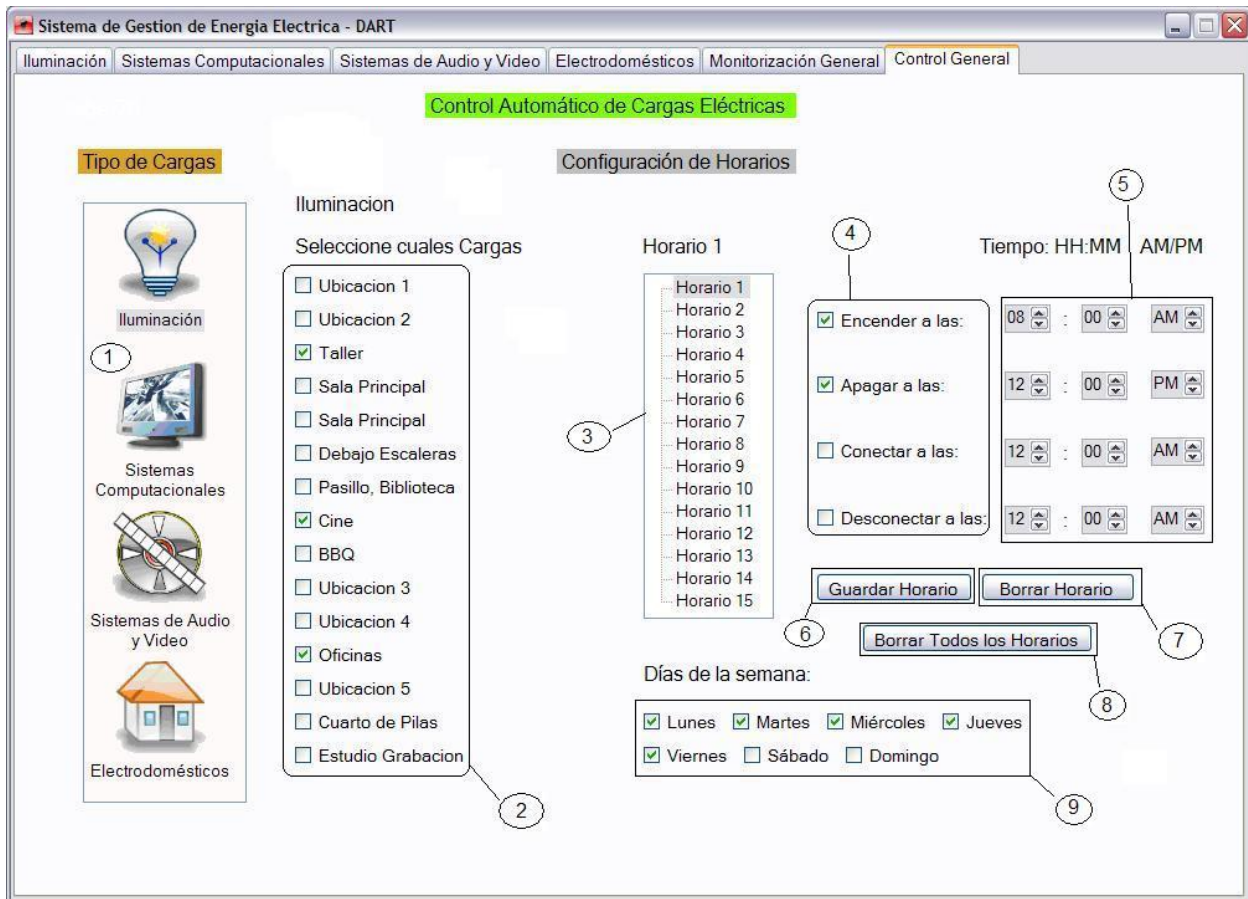 Sistema de Gestion de Energia Electrica - DART
Iluminación Sistemas Computacionales Sistemas de Audio y Video Electrodomésticos Monitorización General Control General
Control Automático de Cargas Eléctricas
Tipo de Cargas
Configuración de Horarios
Iluminación
1
Sistemas
Computacionales
Sistemas de Audio
y Video
Electrodomésticos
Iluminacion
Seleccione cuales Cargas
Ubicacion 1
Ubicacion 2
Taller
Sala Principal
Sala Principal
Debajo Escaleras
Pasillo, Biblioteca
Cine
BBQ
Ubicacion 3
Ubicacion 4
Oficinas
Ubicacion 5
Cuarto de Pilas
Estudio Grabacion
2
Horario 1
Horario 1
Horario 2
Horario 3
Horario 4
Horario 5
Horario 6
Horario 7
Horario 8
Horario 9
Horario 10
Horario 11
Horario 12
Horario 13
Horario 14
Horario 15
3
4
5
Tiempo: HH:MM AM/PM
Encender a las: 08 : 00 AM
Apagar a las: 12 : 00 PM
Conectar a las: 12 : 00 AM
Desconectar a las: 12 : 00 AM
Guardar Horario Borrar Horario
6
7
Borrar Todos los Horarios
8
Días de la semana:
Lunes Martes Miércoles Jueves
Viernes Sábado Domingo
9